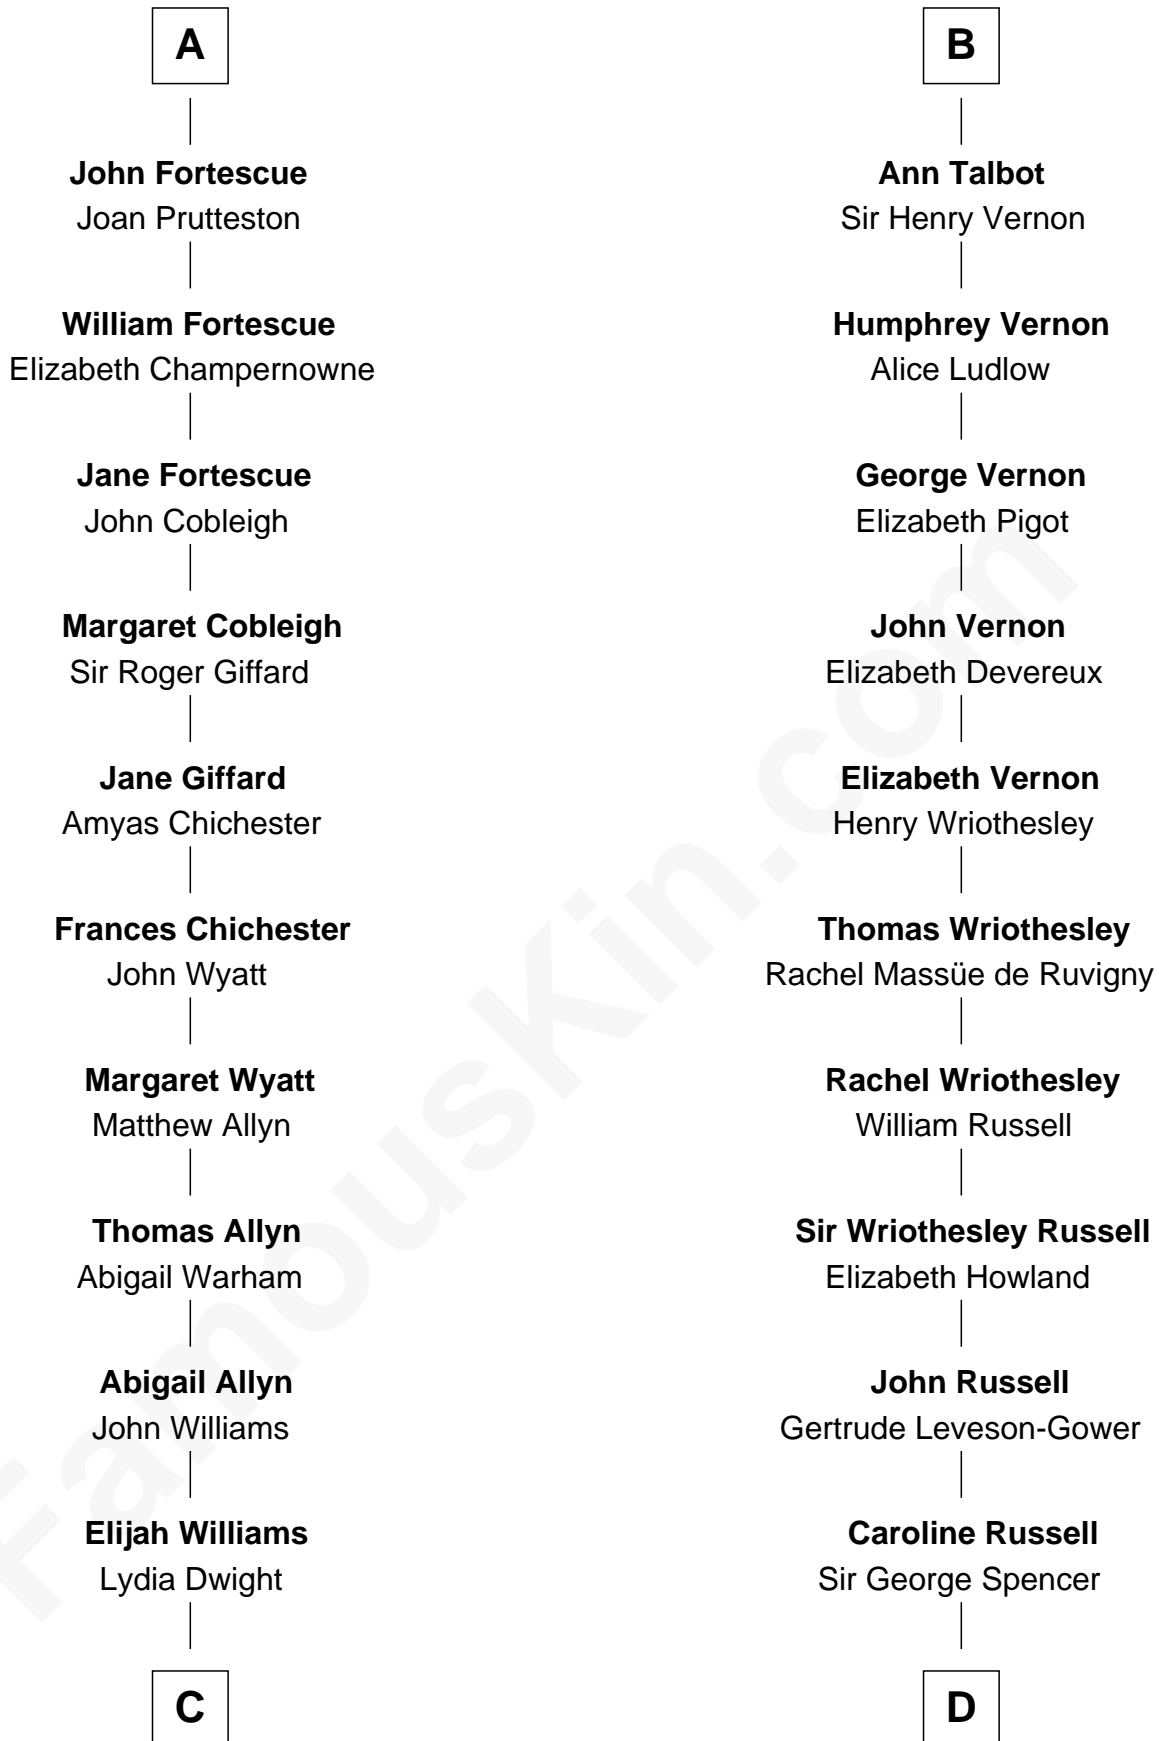 A
John Fortescue
Joan Prutteston
William Fortescue
Elizabeth Champernowne
Jane Fortescue
John Cobleigh
Margaret Cobleigh
Sir Roger Giffard
Jane Giffard
Amyas Chichester
Frances Chichester
John Wyatt
Margaret Wyatt
Matthew Allyn
Thomas Allyn
Abigail Warham
Abigail Allyn
John Williams
Elijah Williams
Lydia Dwight
C
B
Ann Talbot
Sir Henry Vernon
Humphrey Vernon
Alice Ludlow
George Vernon
Elizabeth Pigot
John Vernon
Elizabeth Devereux
Elizabeth Vernon
Henry Wriothesley
Thomas Wriothesley
Rachel Massüe de Ruvigny
Rachel Wriothesley
William Russell
Sir Wriothesley Russell
Elizabeth Howland
John Russell
Gertrude Leveson-Gower
Caroline Russell
Sir George Spencer
D
FamousKin.com